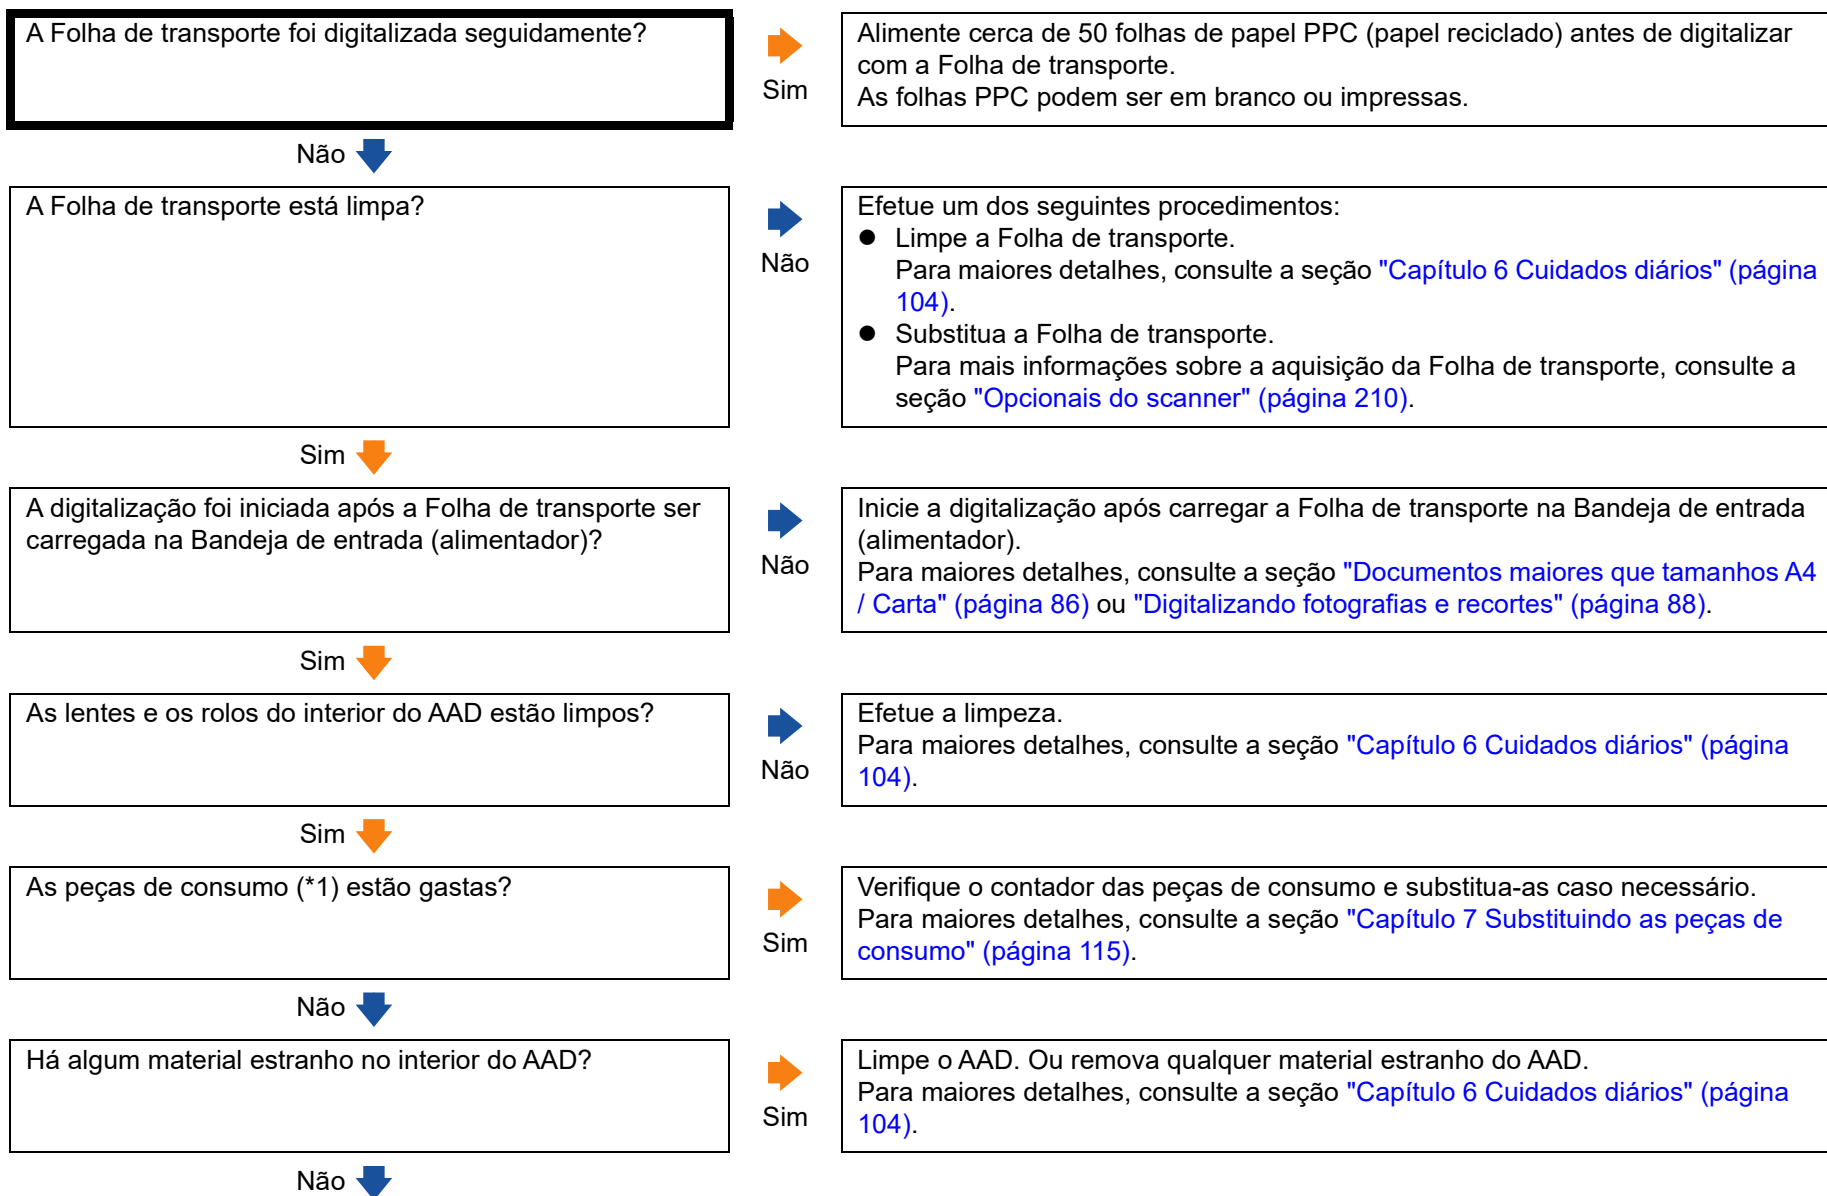 A Folha de transporte foi digitalizada seguidamente?
Sim
Alimente cerca de 50 folhas de papel PPC (papel reciclado) antes de digitalizar
com a Folha de transporte.
As folhas PPC podem ser em branco ou impressas.
Não
A Folha de transporte está limpa?
Não
Efetue um dos seguintes procedimentos:
● Limpe a Folha de transporte.
Para maiores detalhes, consulte a seção "Capítulo 6 Cuidados diários" (página
104).
● Substitua a Folha de transporte.
Para mais informações sobre a aquisição da Folha de transporte, consulte a
seção "Opcionais do scanner" (página 210).
Sim
A digitalização foi iniciada após a Folha de transporte ser
carregada na Bandeja de entrada (alimentador)?
Não
Inicie a digitalização após carregar a Folha de transporte na Bandeja de entrada
(alimentador).
Para maiores detalhes, consulte a seção "Documentos maiores que tamanhos A4
/ Carta" (página 86) ou "Digitalizando fotografias e recortes" (página 88).
Sim
As lentes e os rolos do interior do AAD estão limpos?
Não
Efetue a limpeza.
Para maiores detalhes, consulte a seção "Capítulo 6 Cuidados diários" (página
104).
Sim
As peças de consumo (*1) estão gastas?
Sim
Verifique o contador das peças de consumo e substitua-as caso necessário.
Para maiores detalhes, consulte a seção "Capítulo 7 Substituindo as peças de
consumo" (página 115).
Não
Há algum material estranho no interior do AAD?
Sim
Limpe o AAD. Ou remova qualquer material estranho do AAD.
Para maiores detalhes, consulte a seção "Capítulo 6 Cuidados diários" (página
104).
Não